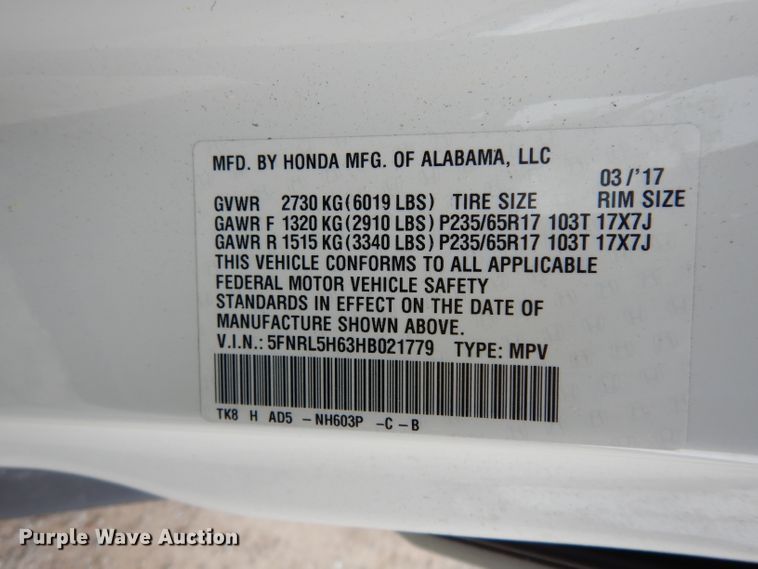 MFD. BY HONDA MFG. OF ALABAMA, LLC
03/'17
GVWR 2730 KG(6019 LBS) TIRE SIZE RIM SIZE
GAWR F 1320 KG(2910 LBS)P235/65R17 103T 17X7J
GAWR R 1515 KG(3340 LBS)P235/65R17 103T 17X7J
THIS VEHICLE CONFORMS TO ALL APPLICABLE
FEDERAL MOTOR VEHICLE SAFETY
STANDARDS IN EFFECT ON THE DATE OF
MANUFACTURE SHOWN ABOVE.
V.I.N.: 5FNRL5H63HB021779 TYPE: MPV
TK8 H AD5 -NH603P -C-B
Purple Wave Auction